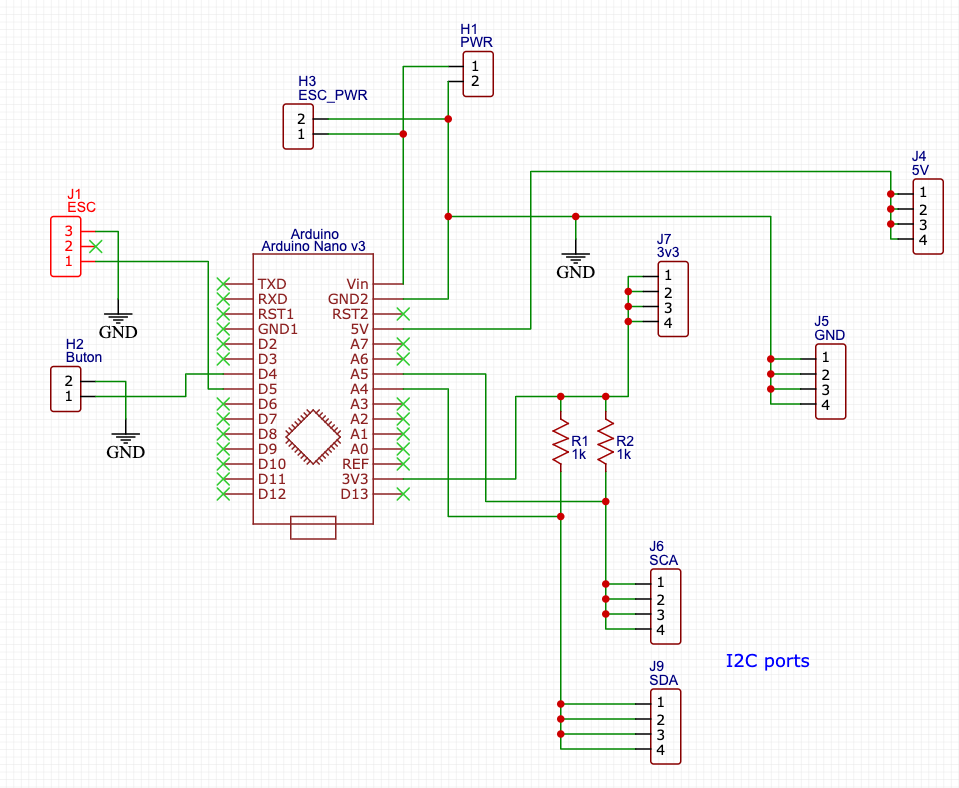 H1
PWR
1
2
H3
ESC_PWR
2
1
J4
5V
1
2
3
4
J1
ESC
3
2
1
GND
Arduino
Arduino Nano v3
TXD Vin
RXD GND2
RST1 RST2
GND1 5V
D2 A7
D3 A6
D4 A5
D5 A4
D6 A3
D7 A2
D8 A1
D9 A0
D10 REF
D11 3V3
D12 D13
GND
J7
3v3
1
2
3
4
J5
GND
1
2
3
4
H2
Buton
2
1
GND
R1
1k
R2
1k
J6
SCA
1
2
3
4
I2C ports
J9
SDA
1
2
3
4